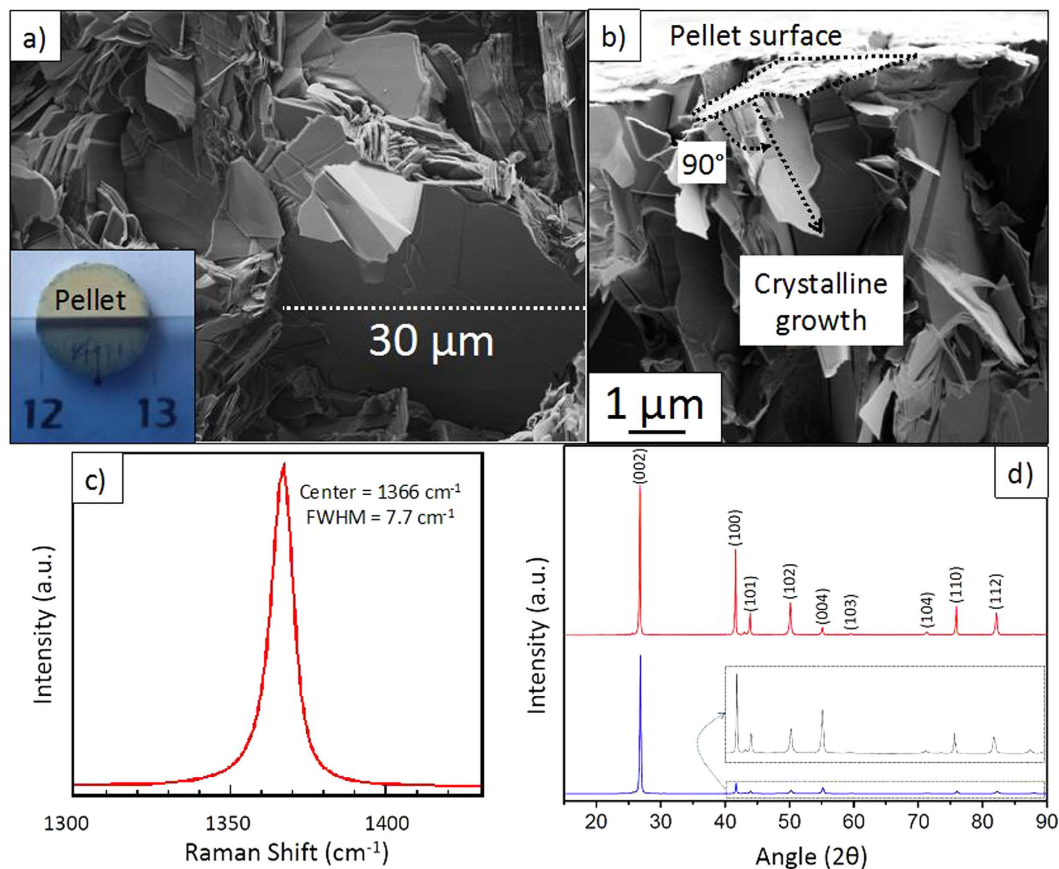 a)
30 μm
Pellet
12 13
b)
Pellet surface
90°
Crystalline
growth
1 μm
c)
Center = 1366 cm⁻¹
FWHM = 7.7 cm⁻¹
Intensity (a.u.)
1300 1350 1400
Raman Shift (cm⁻¹)
d)
(002)
(100)
(101)
(102)
(004)
(103)
(104)
(110)
(112)
Intensity (a.u.)
Intensity (a.u.)
20 30 40 50 60 70 80 90
Angle (2θ)